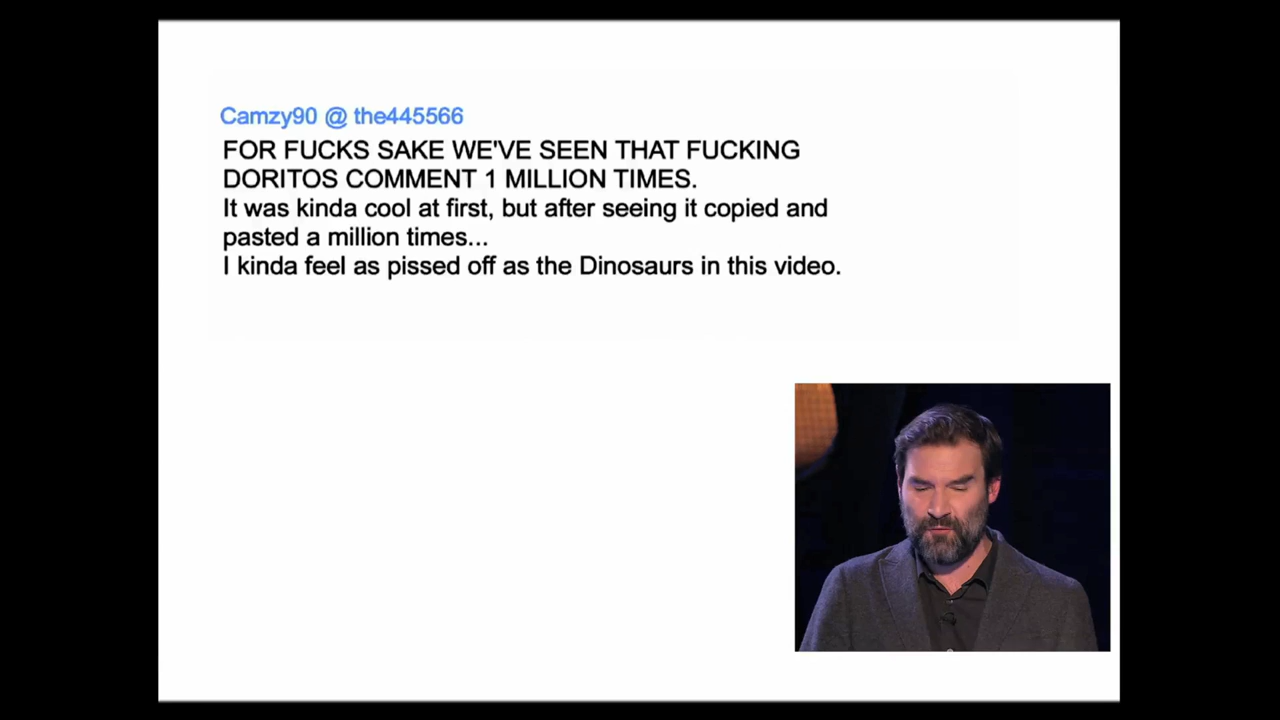 Camzy90 @ the445566
FOR FUCKS SAKE WE'VE SEEN THAT FUCKING
DORITOS COMMENT 1 MILLION TIMES.
It was kinda cool at first, but after seeing it copied and
pasted a million times...
I kinda feel as pissed off as the Dinosaurs in this video.